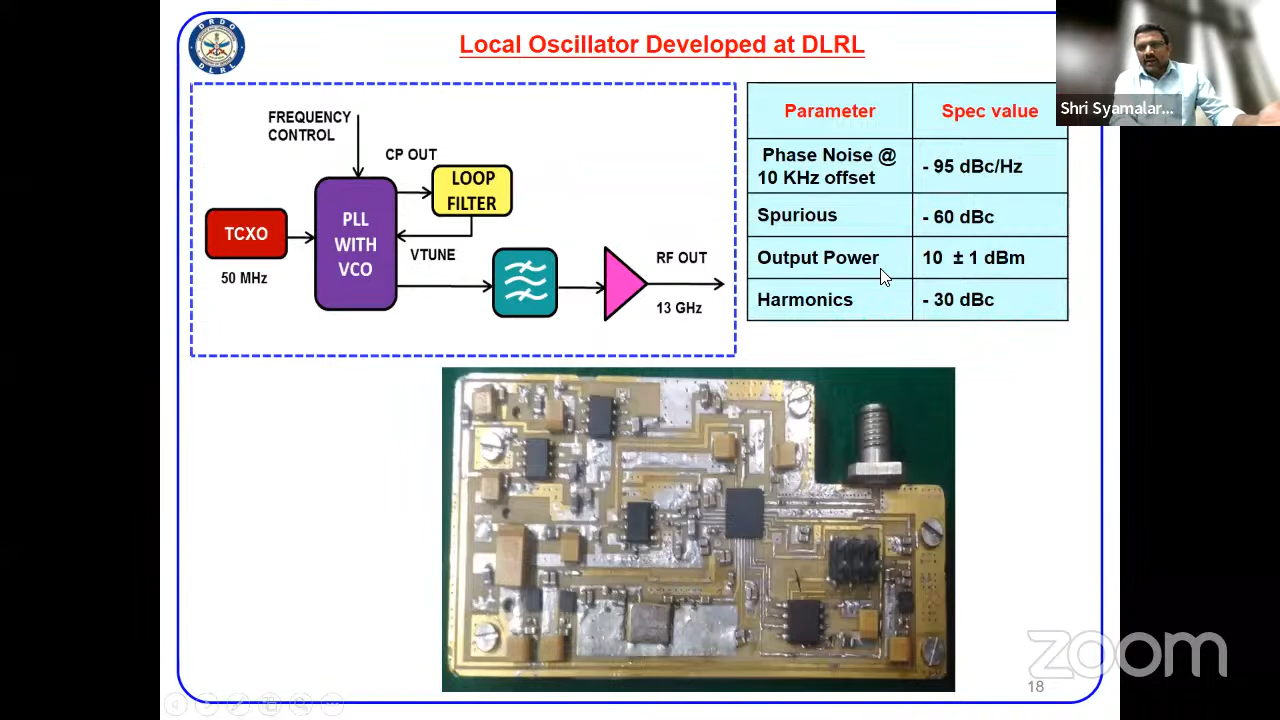 DRDO
DLRL
Local Oscillator Developed at DLRL
FREQUENCY
CONTROL
CP OUT
LOOP
FILTER
TCXO
50 MHz
PLL
WITH
VCO
VTUNE
RF OUT
13 GHz
Parameter
Spec value
Phase Noise @
10 KHz offset
- 95 dBc/Hz
Spurious
- 60 dBc
Output Power
10 ± 1 dBm
Harmonics
- 30 dBc
Shri Syamalar...
zoom
18